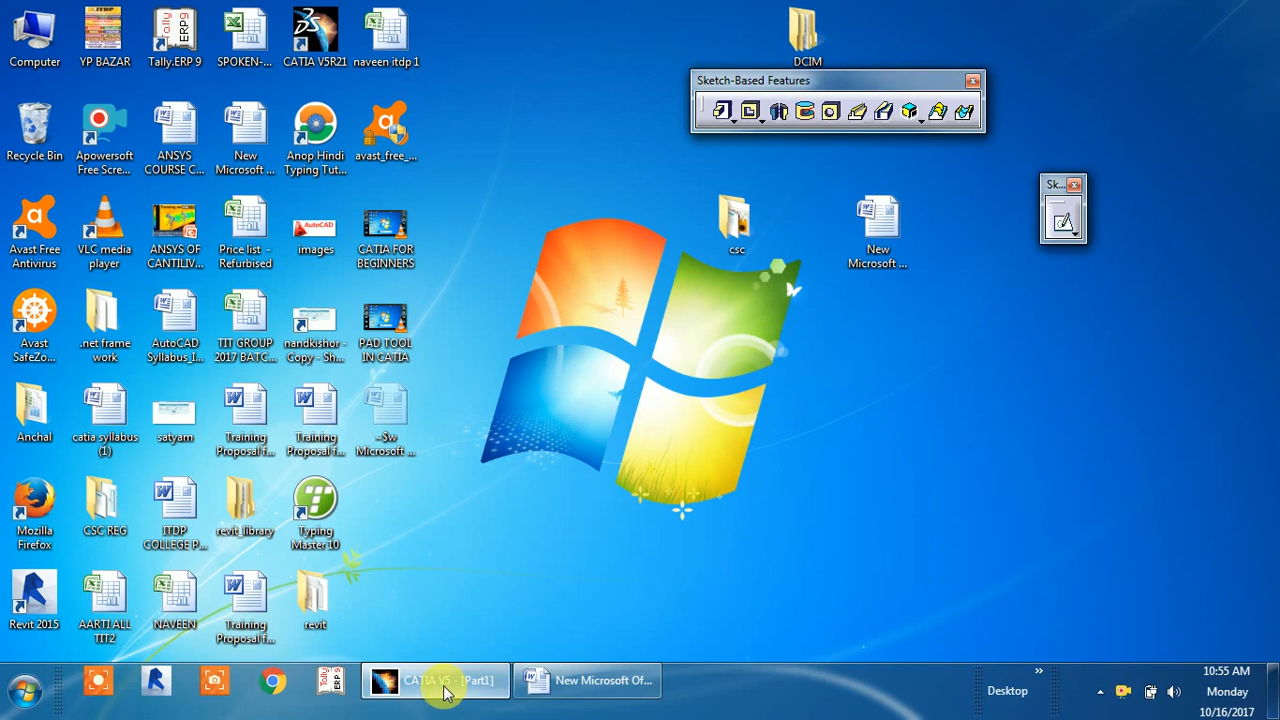 Computer
YP BAZAR
Tally.ERP 9
SPOKEN-...
CATIA V5R21
naveen itdp 1
DCIM
Sketch-Based Features
Recycle Bin
Apowersoft
Free Scre...
ANSYS
COURSE C...
New
Microsoft ...
Anop Hindi
Typing Tut...
avast_free_...
Sk...
Avast Free
Antivirus
VLC media
player
ANSYS OF
CANTILIV...
Price list -
Refurbished
AutoCAD
images
CATIA FOR
BEGINNERS
csc
New
Microsoft ...
Avast
SafeZo...
.net frame
work
AutoCAD
Syllabus_I...
TIT GROUP
2017 BATC...
nandkishor -
Copy - Sh...
PAD TOOL
IN CATIA
Anchal
catia syllabus
(1)
satyam
Training
Proposal f...
Training
Proposal f...
~$w
Microsoft ...
Mozilla
Firefox
CSC REG
ITDP
COLLEGE P...
revit_library
Typing
Master 10
Revit 2015
AARTI ALL
TIT2
NAVEEN
Training
Proposal f...
revit
CATIA V5 - [Part1]
New Microsoft Of...
Desktop
10:55 AM
Monday
10/16/2017